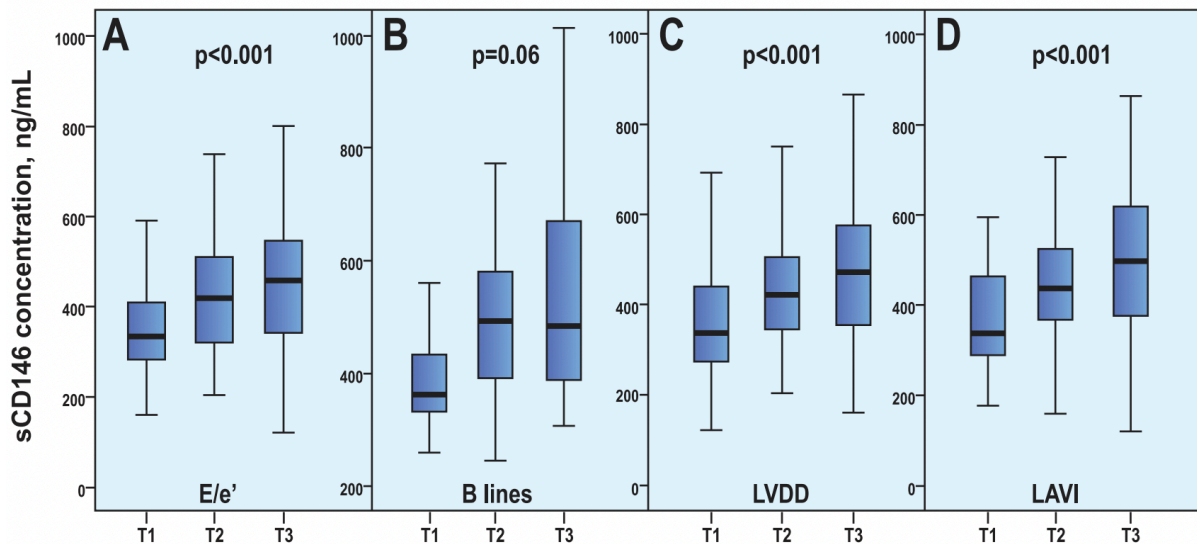 sCD146 concentration, ng/mL
A
p<0.001
1000
800
600
400
200
0
E/e’
T1 T2 T3
B
p=0.06
1000
800
600
400
200
B lines
T1 T2 T3
C
p<0.001
1000
800
600
400
200
0
LVDD
T1 T2 T3
D
p<0.001
1000
800
600
400
200
0
LAVI
T1 T2 T3